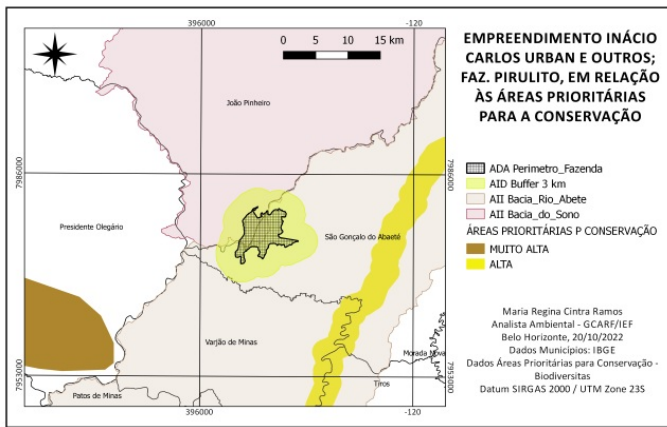 396000
-120
0 5 10 15 km
João Pinheiro
7986000
7986000
Presidente Olegário
São Gonçalo do Abaeté
Varjão de Minas
Morada Nova
7953000
7953000
Tiros
Patos de Minas
396000
-120
EMPREENDIMENTO INÁCIO
CARLOS URBAN E OUTROS;
FAZ. PIRULITO, EM RELAÇÃO
ÀS ÁREAS PRIORITÁRIAS
PARA A CONSERVAÇÃO
ADA Perimetro_Fazenda
AID Buffer 3 km
AII Bacia_Rio_Abete
AII Bacia_do_Sono
ÁREAS PRIORITÁRIAS P CONSERVAÇÃO
MUITO ALTA
ALTA
Maria Regina Cintra Ramos
Analista Ambiental - GCARF/IEF
Belo Horizonte, 20/10/2022
Dados Municípios: IBGE
Dados Áreas Prioritárias para Conservação -
Biodiversitas
Datum SIRGAS 2000 / UTM Zone 23S